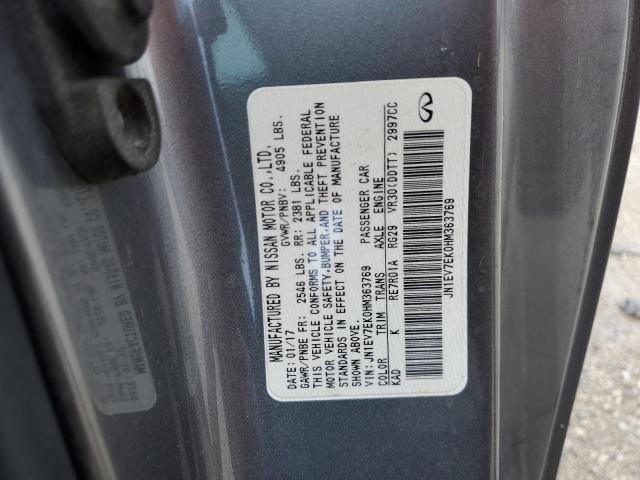 MANUFACTURED BY NISSAN MOTOR CO.,LTD.
DATE: 01/17 GVWR/PNBV: 4905 LBS.
GAWR/PNBE FR: 2546 LBS. RR: 2381 LBS.
THIS VEHICLE CONFORMS TO ALL APPLICABLE FEDERAL
MOTOR VEHICLE SAFETY,BUMPER,AND THEFT PREVENTION
STANDARDS IN EFFECT ON THE DATE OF MANUFACTURE
SHOWN ABOVE.
VIN:JN1EV7EK0HM363769 PASSENGER CAR
COLOR TRIM TRANS AXLE ENGINE
KAD K RE7R01A RG29 VR30(DDTT) 2997CC
JN1EV7EK0HM363769